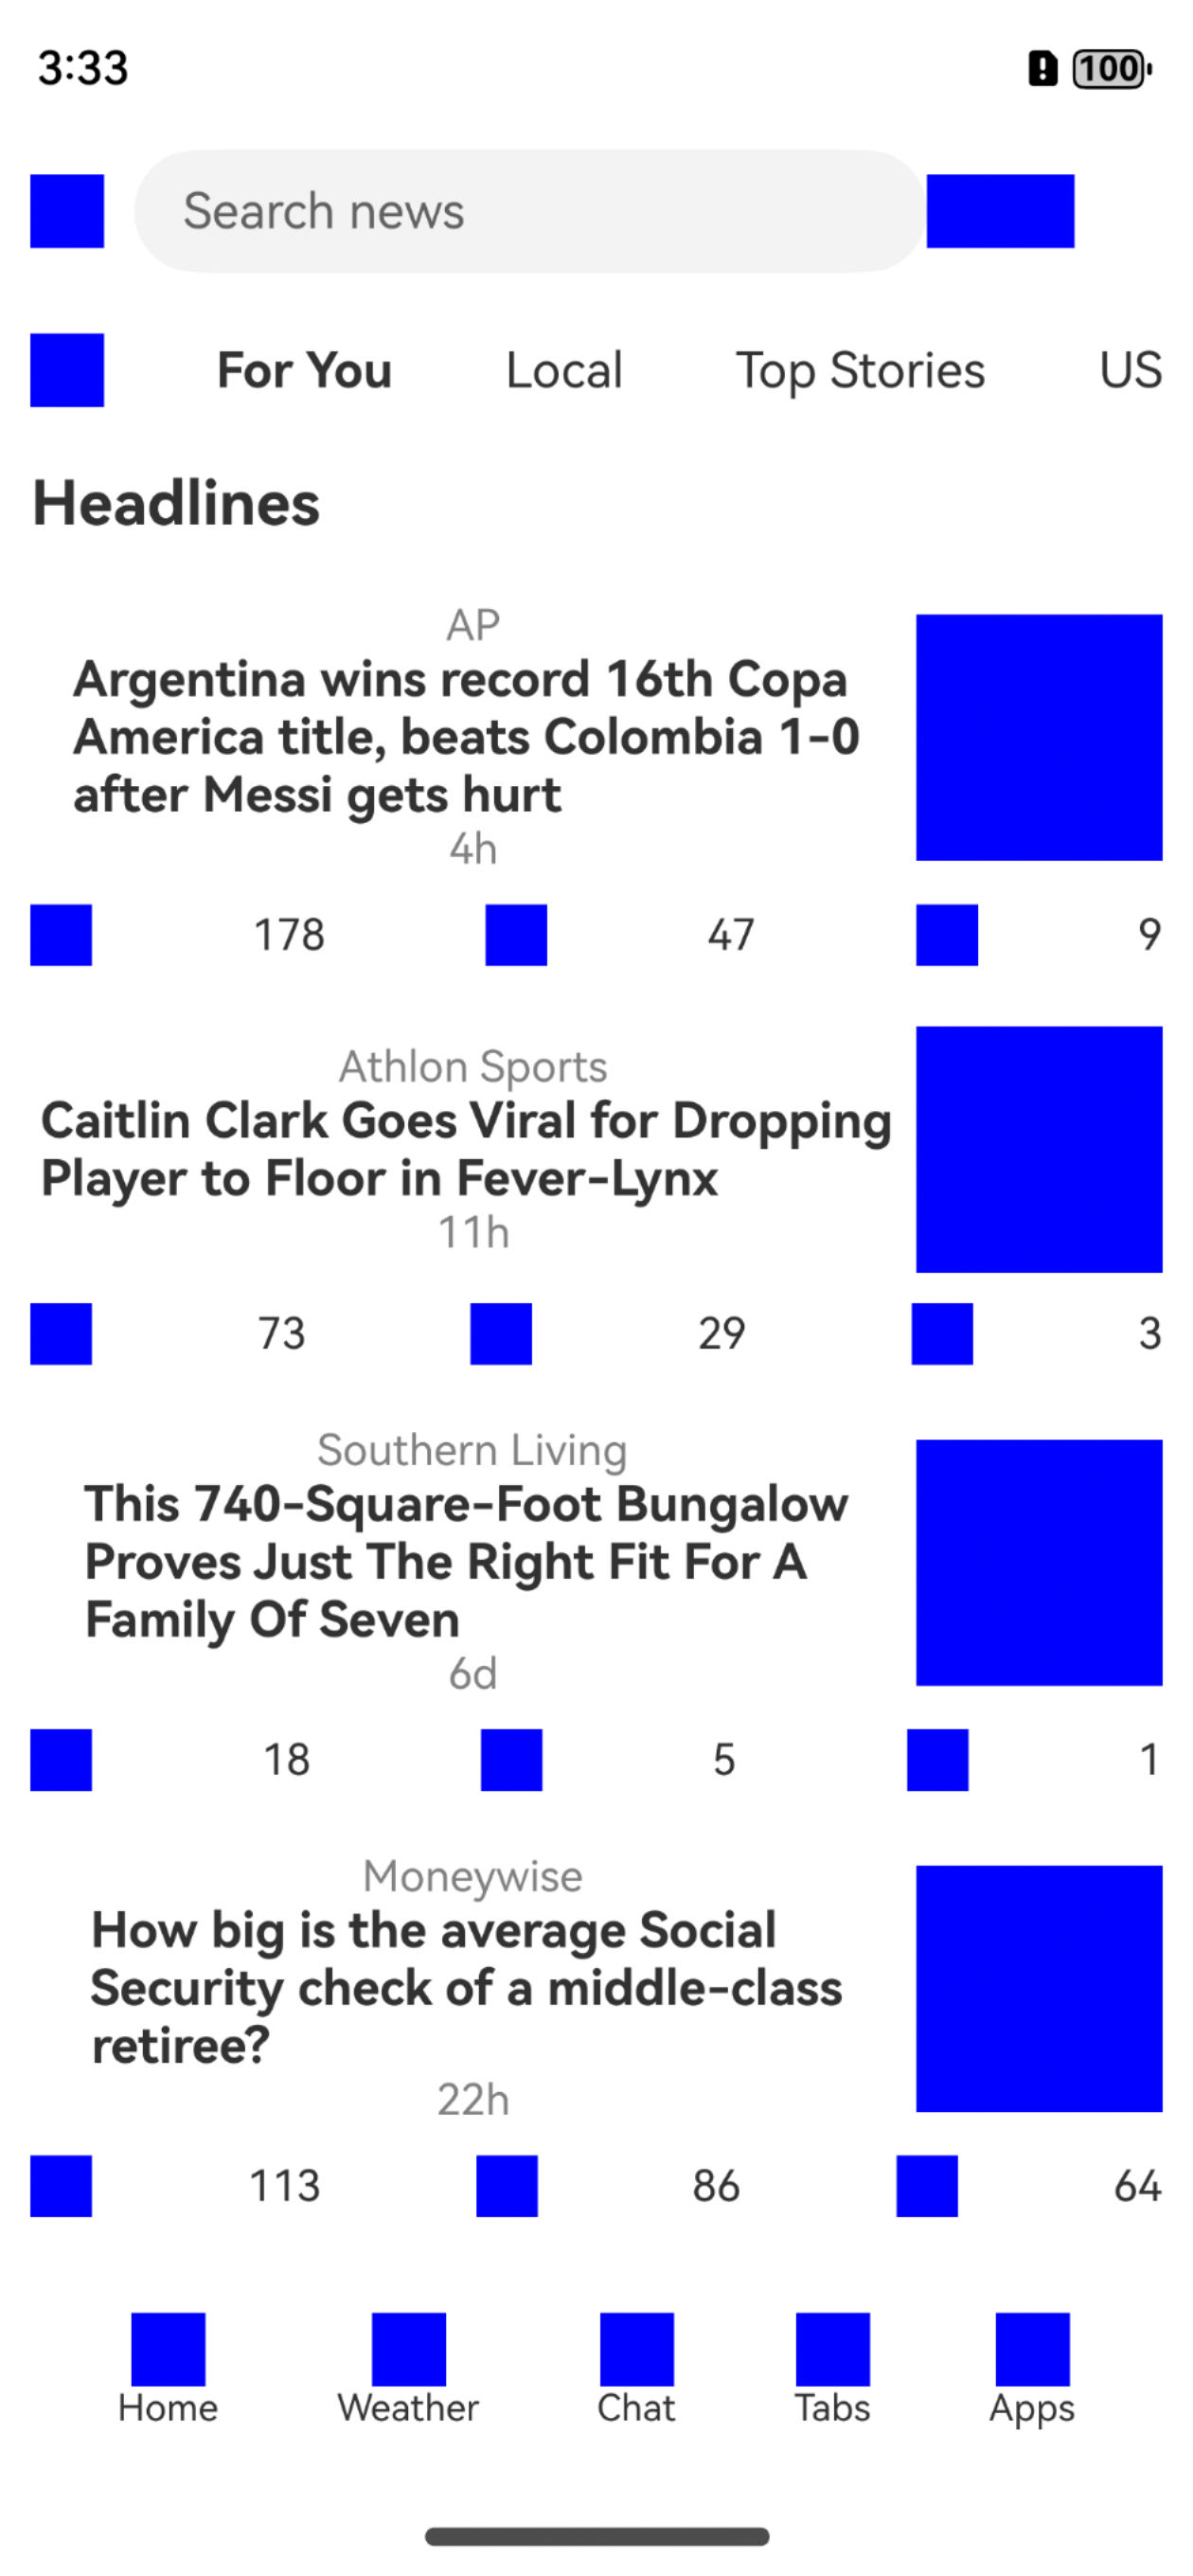 3:33
100
Search news
For You Local Top Stories US
Headlines
AP
Argentina wins record 16th Copa
America title, beats Colombia 1-0
after Messi gets hurt
4h
178 47 9
Athlon Sports
Caitlin Clark Goes Viral for Dropping
Player to Floor in Fever-Lynx
11h
73 29 3
Southern Living
This 740-Square-Foot Bungalow
Proves Just The Right Fit For A
Family Of Seven
6d
18 5 1
Moneywise
How big is the average Social
Security check of a middle-class
retiree?
22h
113 86 64
Home Weather Chat Tabs Apps